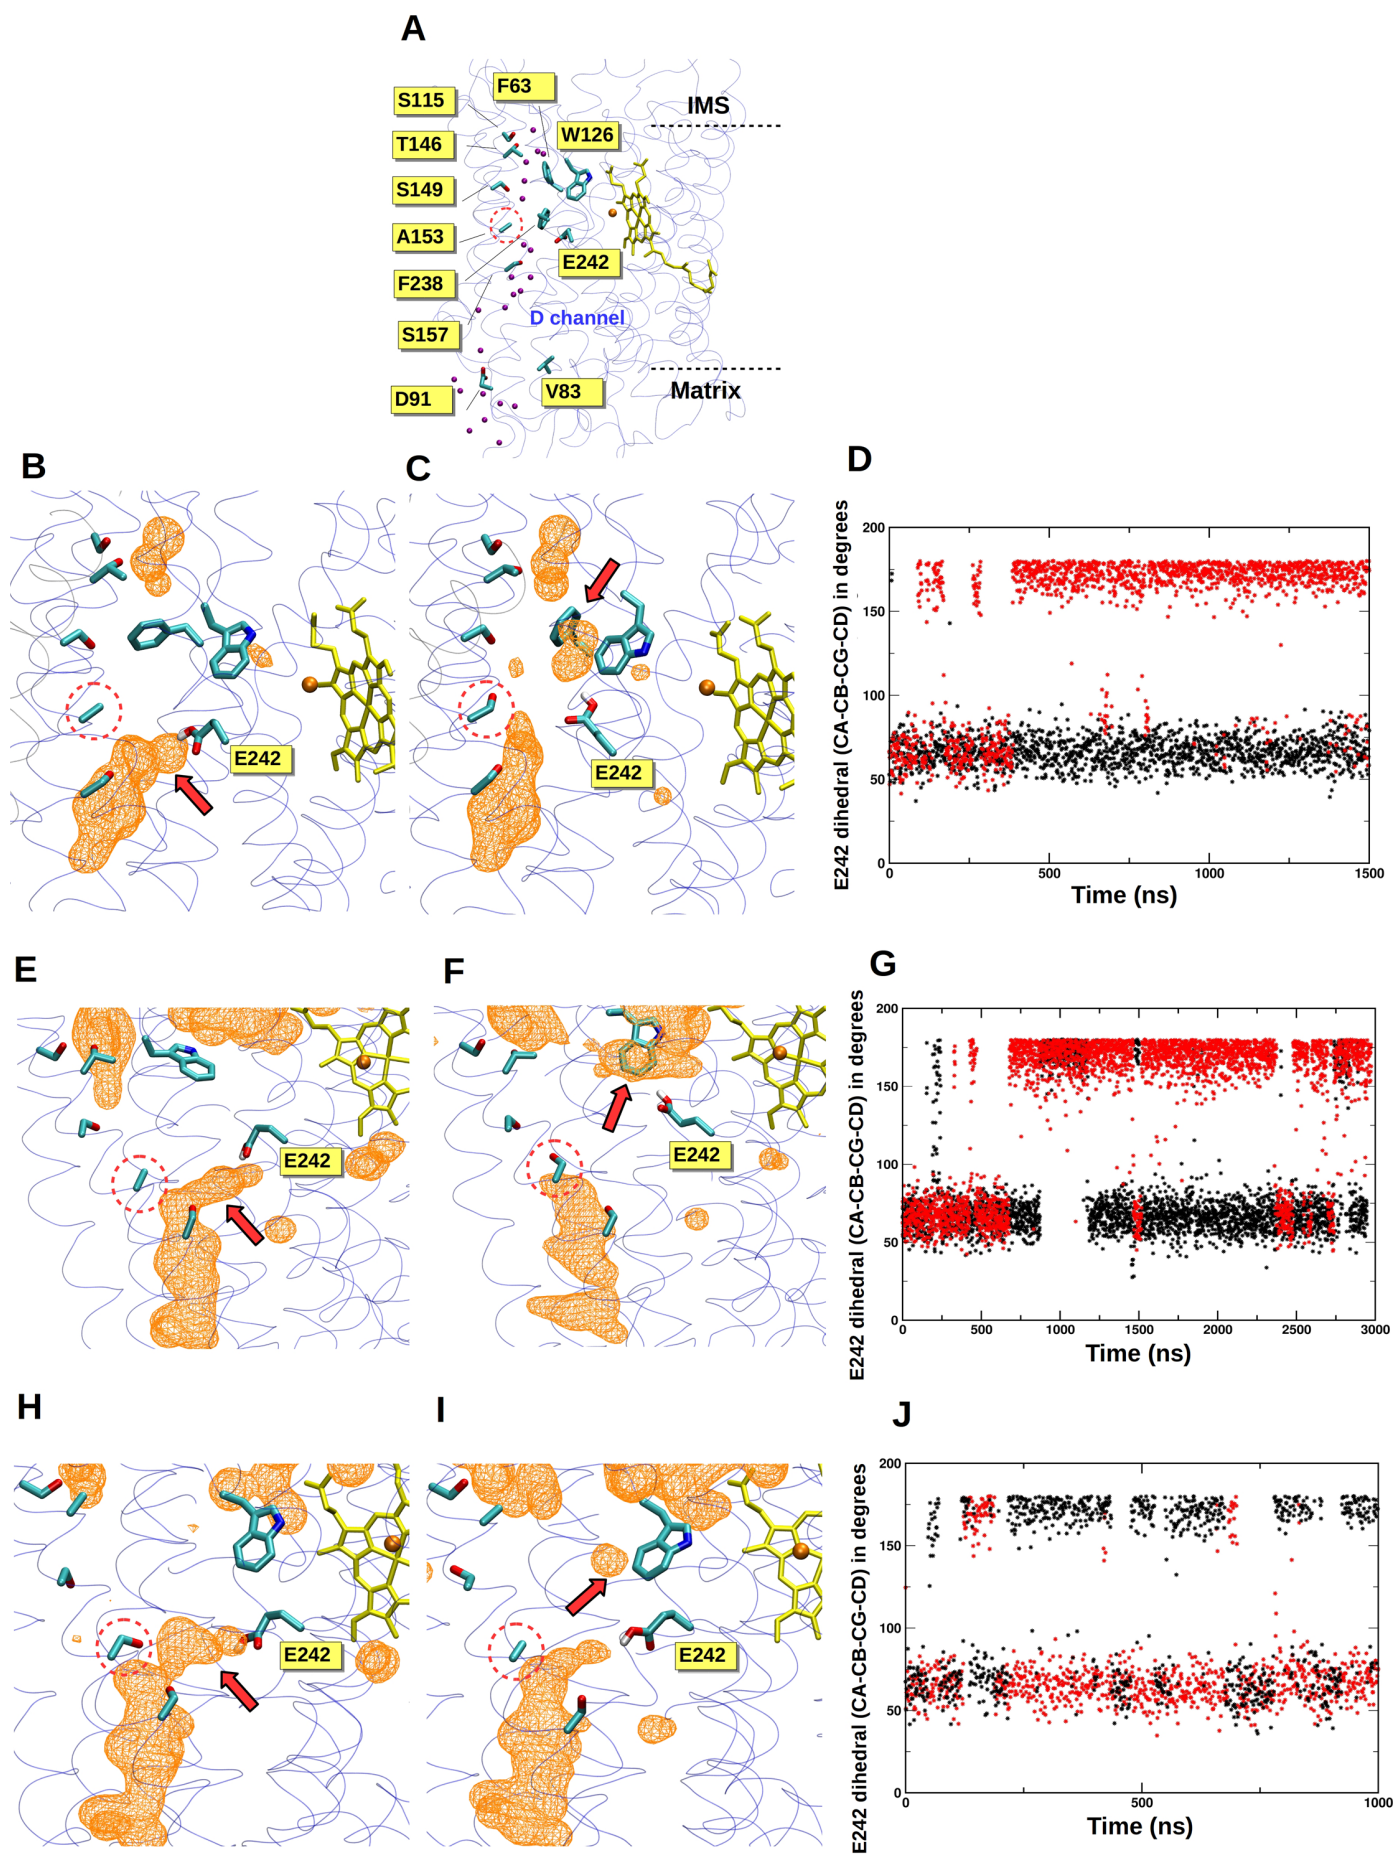 A
S115
F63
IMS
T146
W126
S149
A153
E242
F238
D channel
S157
Matrix
D91
V83
B
C
D
E242
E242
E242 dihedral (CA-CB-CG-CD) in degrees
200
150
100
50
0
0
500
1000
1500
Time (ns)
E
F
G
E242
E242
E242 dihedral (CA-CB-CG-CD) in degrees
200
150
100
50
0
0
500
1000
1500
2000
2500
3000
Time (ns)
H
I
J
E242
E242
E242 dihedral (CA-CB-CG-CD) in degrees
200
150
100
50
0
0
500
1000
Time (ns)